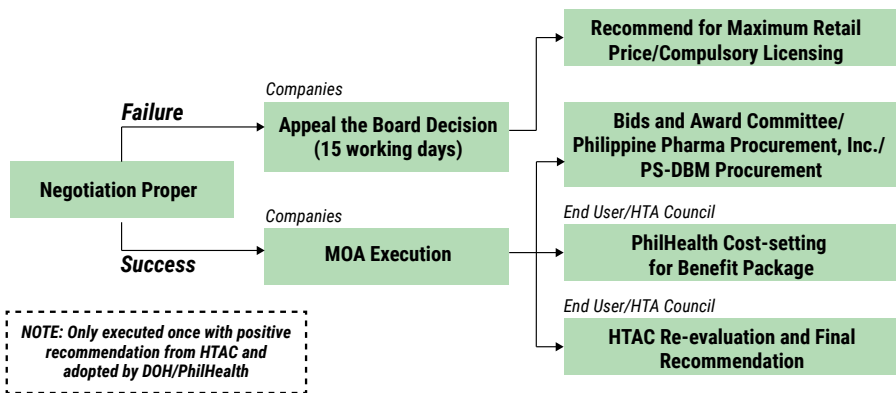 Recommend for Maximum Retail
Price/Compulsory Licensing
Companies
Failure
Appeal the Board Decision
(15 working days)
Bids and Award Committee/
Philippine Pharma Procurement, Inc./
PS-DBM Procurement
Negotiation Proper
Companies
MOA Execution
Success
End User/HTA Council
PhilHealth Cost-setting
for Benefit Package
End User/HTA Council
HTAC Re-evaluation and Final
Recommendation
NOTE: Only executed once with positive
recommendation from HTAC and
adopted by DOH/PhilHealth